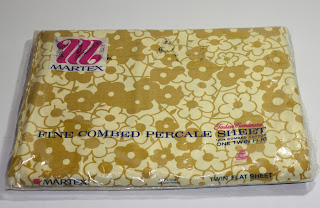 M
MARTEX
FINE COMBED PERCALE SHEET
ONE TWIN FLAT
MARTEX
TWIN FLAT SHEET